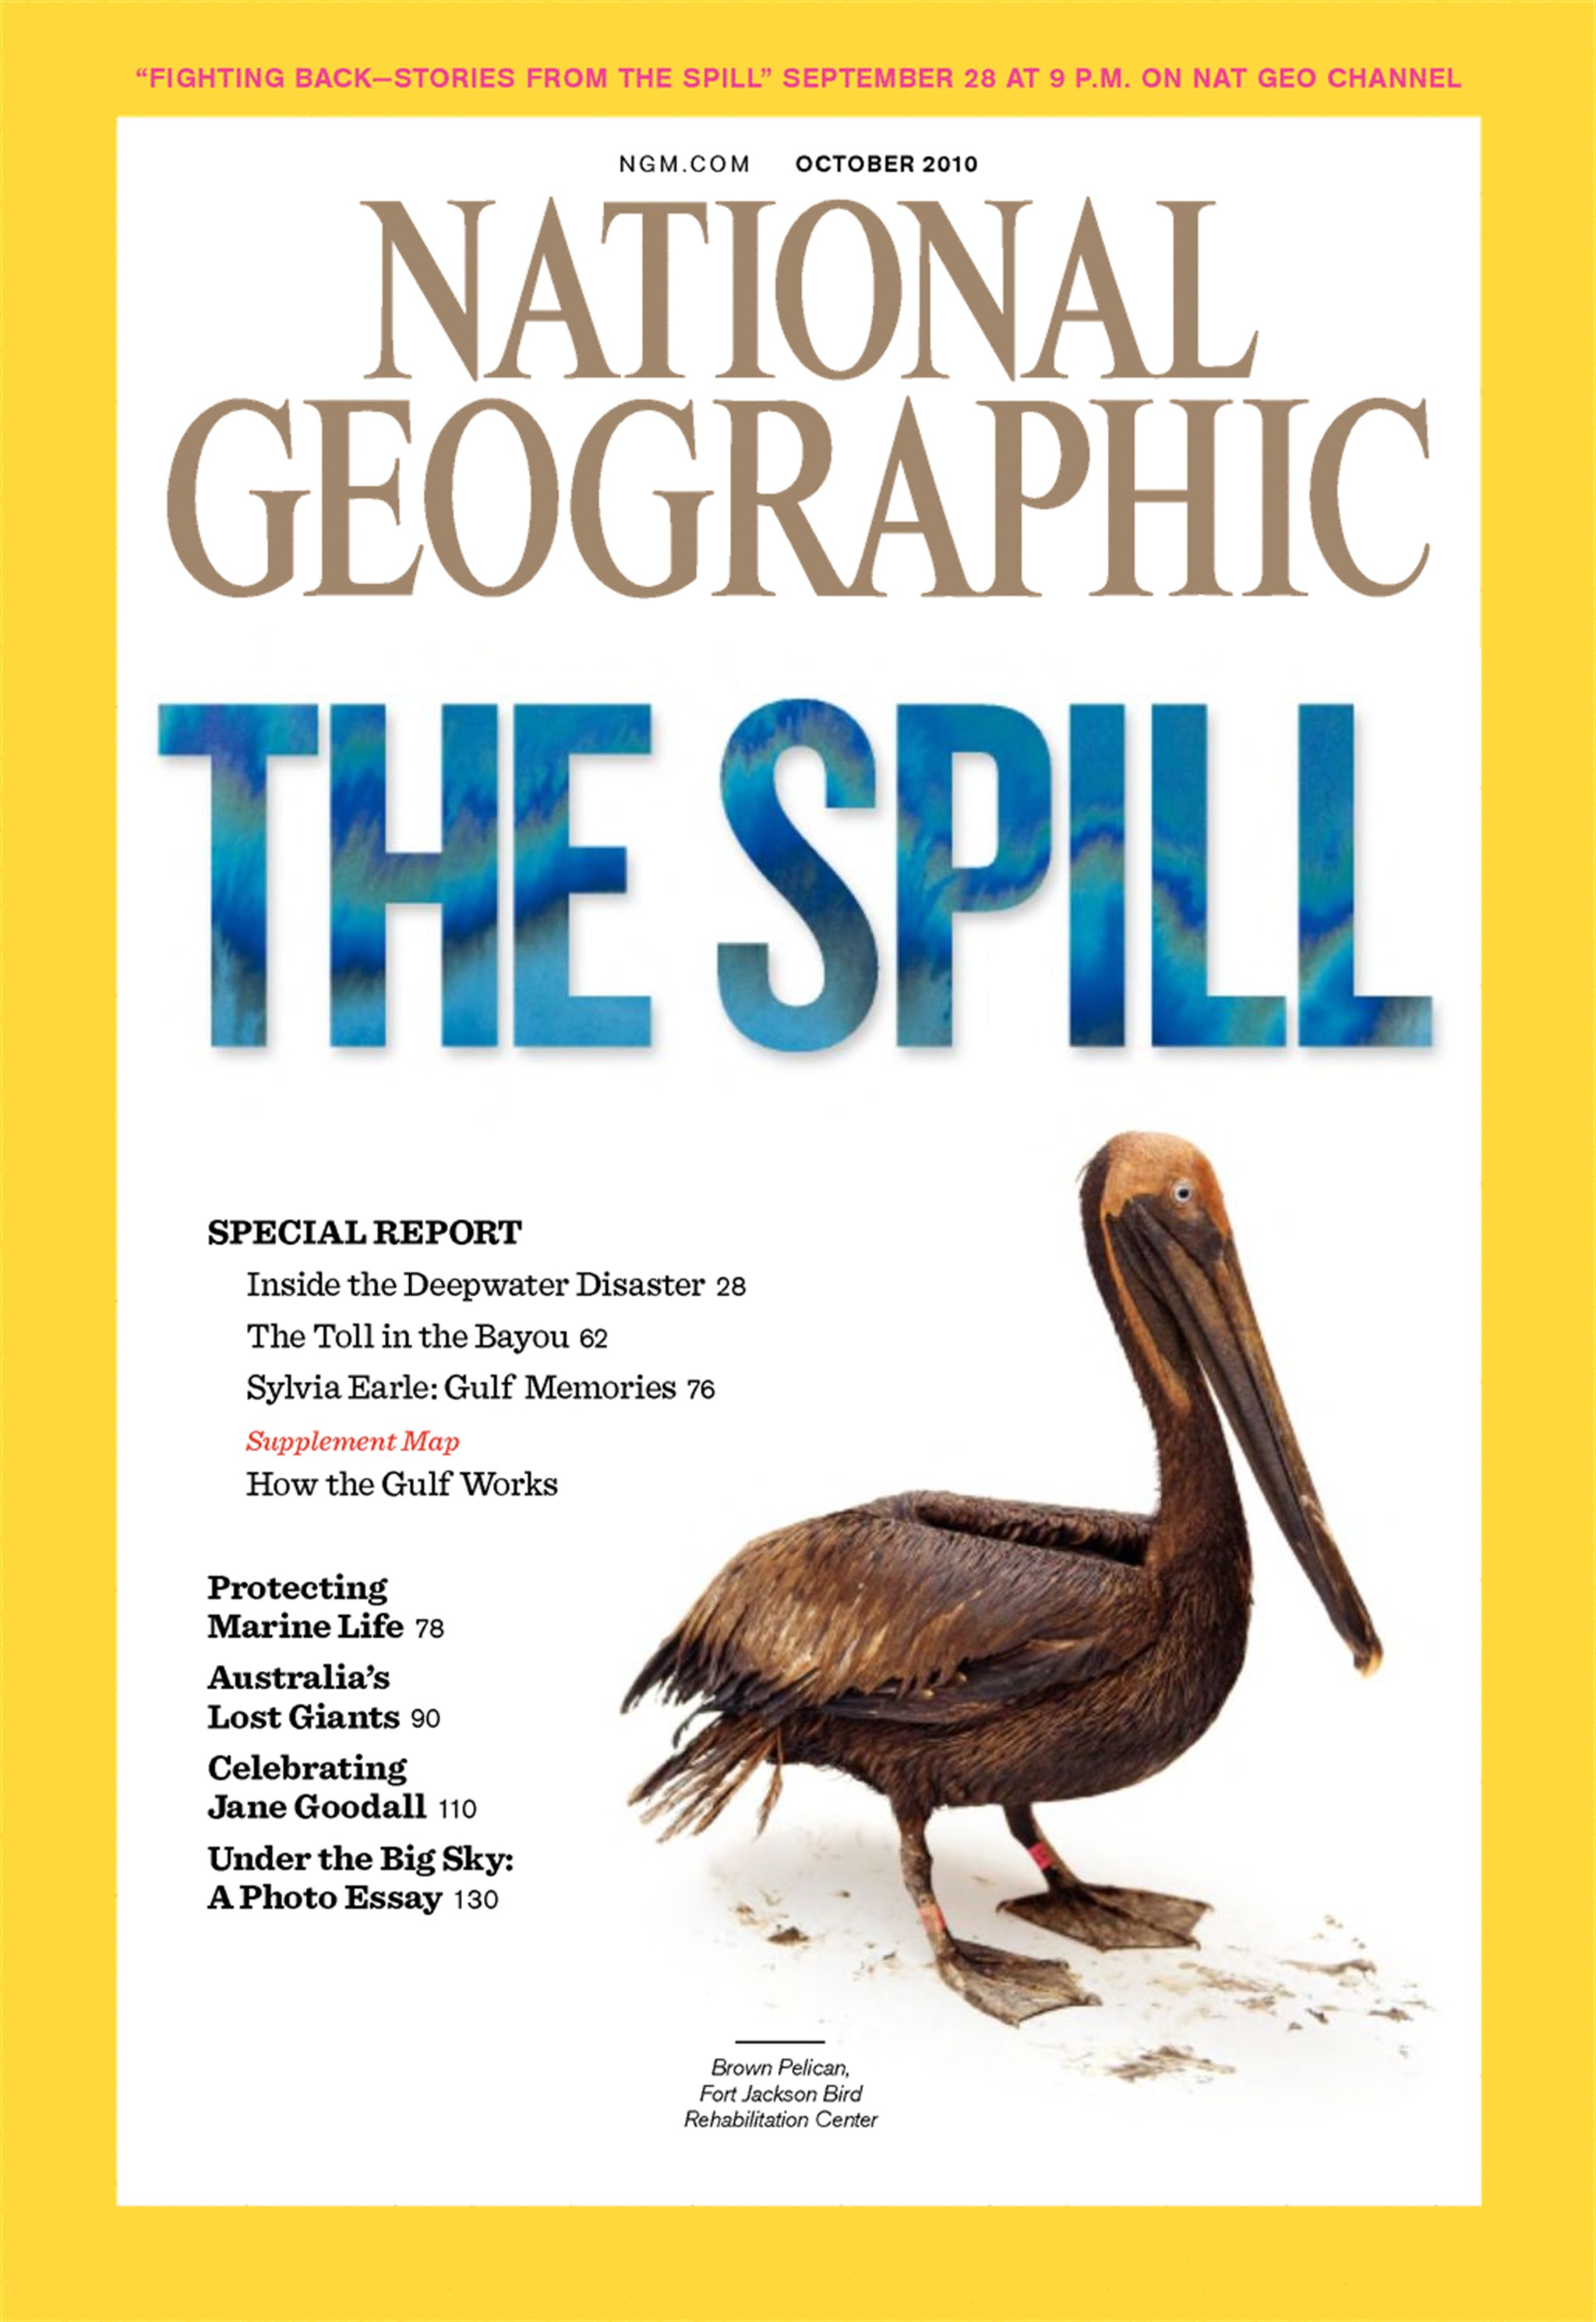 “FIGHTING BACK—STORIES FROM THE SPILL” SEPTEMBER 28 AT 9 P.M. ON NAT GEO CHANNEL
NGM.COM OCTOBER 2010
NATIONAL
GEOGRAPHIC
THE SPILL
SPECIAL REPORT
Inside the Deepwater Disaster 28
The Toll in the Bayou 62
Sylvia Earle: Gulf Memories 76
Supplement Map
How the Gulf Works
Protecting
Marine Life 78
Australia’s
Lost Giants 90
Celebrating
Jane Goodall 110
Under the Big Sky:
A Photo Essay 130
Brown Pelican,
Fort Jackson Bird
Rehabilitation Center